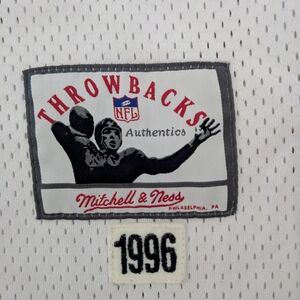 THROWBACKS
NFL
Authentics
Mitchell & Ness
PHILADELPHIA, PA
1996